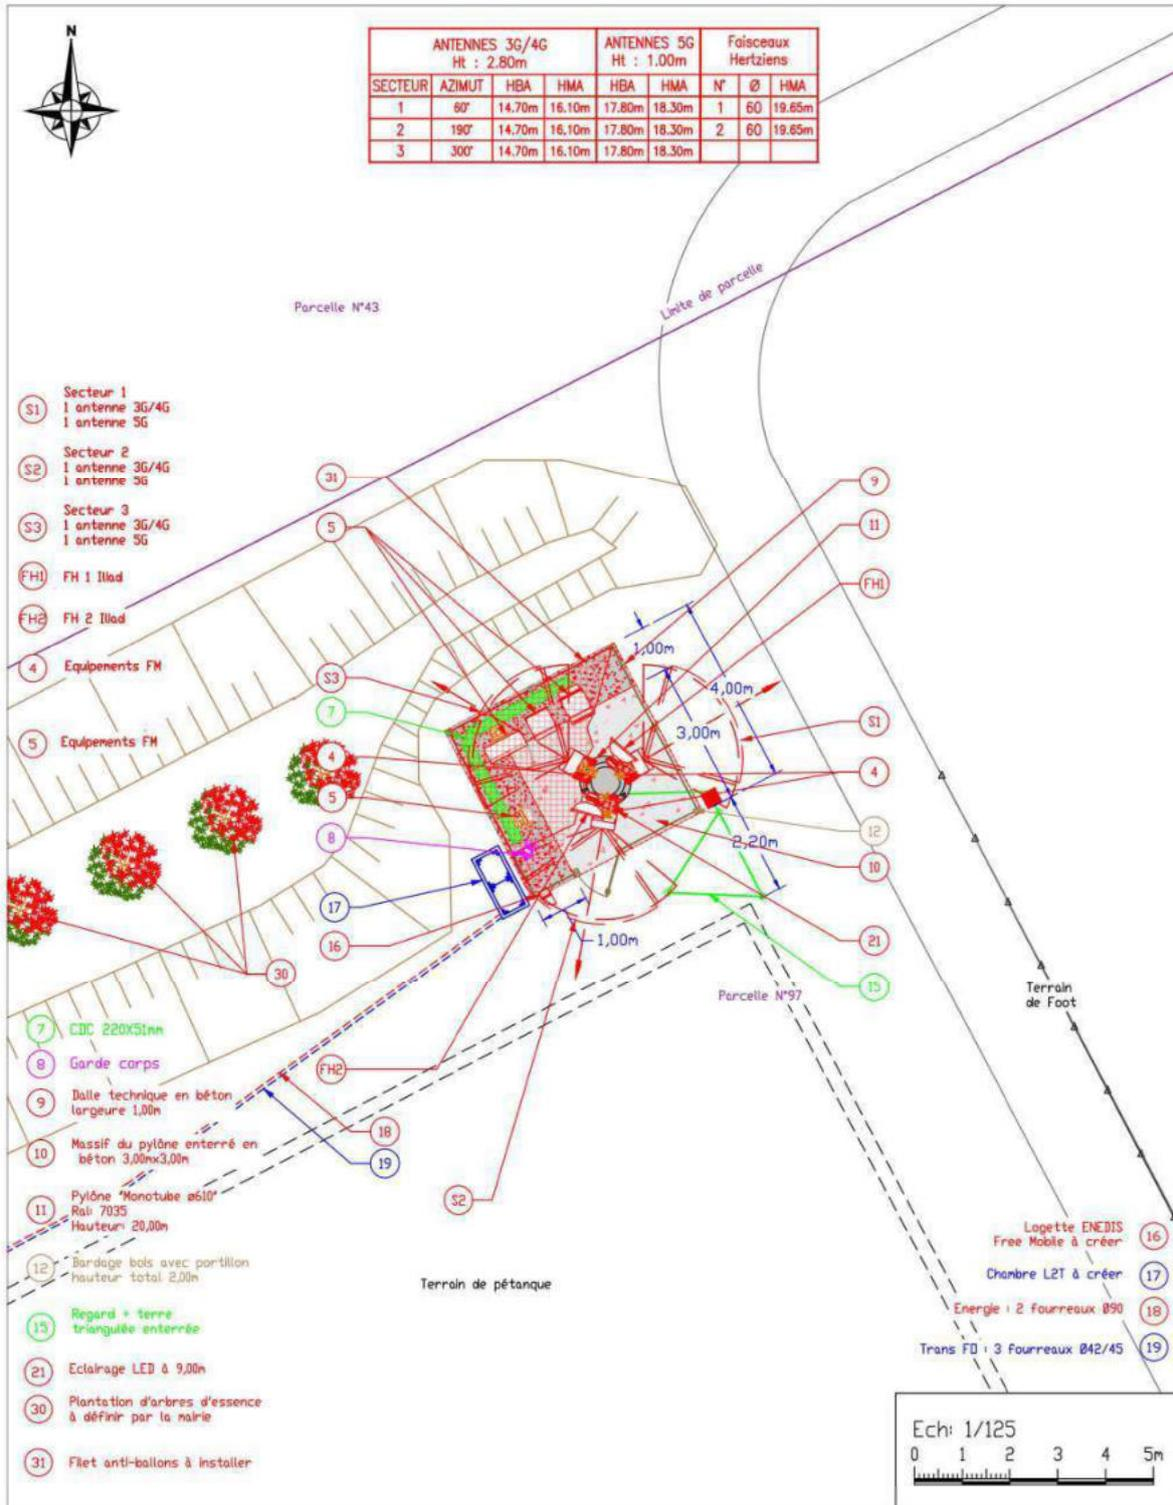 N
ANTENNES 3G/4G
Ht : 2.80m
ANTENNES 5G
Ht : 1.00m
Faisceaux
Hertziens
SECTEUR AZIMUT HBA HMA HBA HMA N° Ø HMA
1 60° 14.70m 16.10m 17.80m 18.30m 1 60 19.65m
2 190° 14.70m 16.10m 17.80m 18.30m 2 60 19.65m
3 300° 14.70m 16.10m 17.80m 18.30m
Parcelle N°43
Limite de parcelle
S1
Secteur 1
1 antenne 3G/4G
1 antenne 5G
S2
Secteur 2
1 antenne 3G/4G
1 antenne 5G
S3
Secteur 3
1 antenne 3G/4G
1 antenne 5G
FH1 FH 1 Iliad
FH2 FH 2 Iliad
4 Equipements FM
5 Equipements FM
31
5
S3
7
4
5
8
17
16
30
FH2
18
19
S2
9
11
FH1
S1
4
12
10
21
15
1,00m
4,00m
3,00m
2,20m
1,00m
Parcelle N°97
Terrain
de Foot
Terrain de pétanque
7 CDC 220X51mm
8 Garde corps
9 Dalle technique en béton
largeure 1,00m
10 Massif du pylône enterré en
béton 3,00mx3,00m
11 Pylône "Monotube ø610"
Ral: 7035
Hauteur: 20,00m
12 Bardage bois avec portillon
hauteur total 2,00m
15 Regard + terre
triangulée enterrée
21 Eclairage LED à 9,00m
30 Plantation d'arbres d'essence
à définir par la mairie
31 Filet anti-ballons à installer
Logette ENEDIS
Free Mobile à créer 16
Chambre L2T à créer 17
Energie : 2 fourreaux Ø90 18
Trans FO : 3 fourreaux Ø42/45 19
Ech: 1/125
0 1 2 3 4 5m